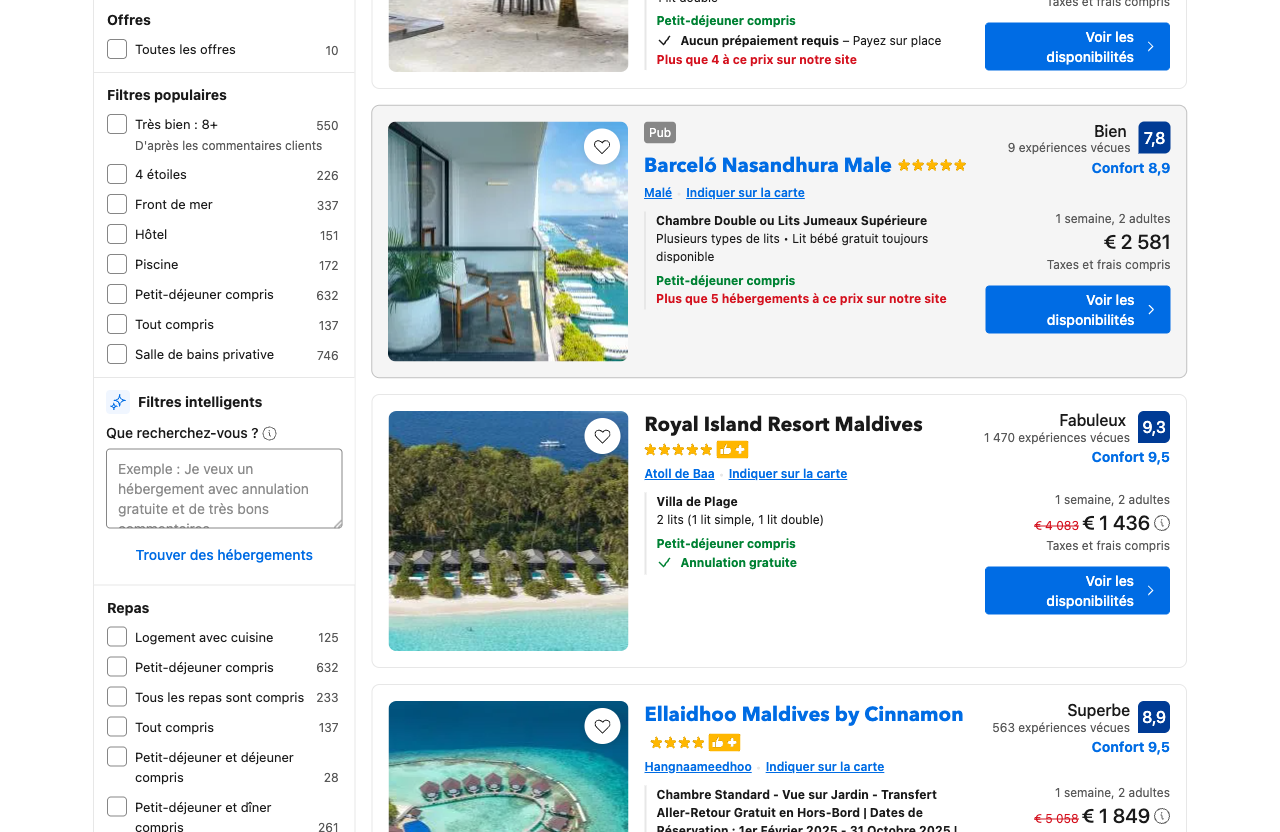 Offres
Toutes les offres 10
Filtres populaires
Très bien : 8+ 550
D'après les commentaires clients
4 étoiles 226
Front de mer 337
Hôtel 151
Piscine 172
Petit-déjeuner compris 632
Tout compris 137
Salle de bains privative 746
Filtres intelligents
Que recherchez-vous ?
Exemple : Je veux un
hébergement avec annulation
gratuite et de très bons
commentaires
Trouver des hébergements
Repas
Logement avec cuisine 125
Petit-déjeuner compris 632
Tous les repas sont compris 233
Tout compris 137
Petit-déjeuner et déjeuner
compris 28
Petit-déjeuner et dîner
compris 261
Taxes et frais compris
Petit-déjeuner compris
Aucun prépaiement requis – Payez sur place
Plus que 4 à ce prix sur notre site
Voir les
disponibilités
Pub
Barceló Nasandhura Male
Malé Indiquer sur la carte
Chambre Double ou Lits Jumeaux Supérieure
Plusieurs types de lits • Lit bébé gratuit toujours
disponible
Petit-déjeuner compris
Plus que 5 hébergements à ce prix sur notre site
Bien 7,8
9 expériences vécues
Confort 8,9
1 semaine, 2 adultes
€ 2 581
Taxes et frais compris
Voir les
disponibilités
Royal Island Resort Maldives
Atoll de Baa Indiquer sur la carte
Villa de Plage
2 lits (1 lit simple, 1 lit double)
Petit-déjeuner compris
Annulation gratuite
Fabuleux 9,3
1 470 expériences vécues
Confort 9,5
1 semaine, 2 adultes
€ 4 083 € 1 436
Taxes et frais compris
Voir les
disponibilités
Ellaidhoo Maldives by Cinnamon
Hangnaameedhoo Indiquer sur la carte
Chambre Standard - Vue sur Jardin - Transfert
Aller-Retour Gratuit en Hors-Bord | Dates de
Réservation : 1er Février 2025 - 31 Octobre 2025 |
Superbe 8,9
563 expériences vécues
Confort 9,5
1 semaine, 2 adultes
€ 5 058 € 1 849